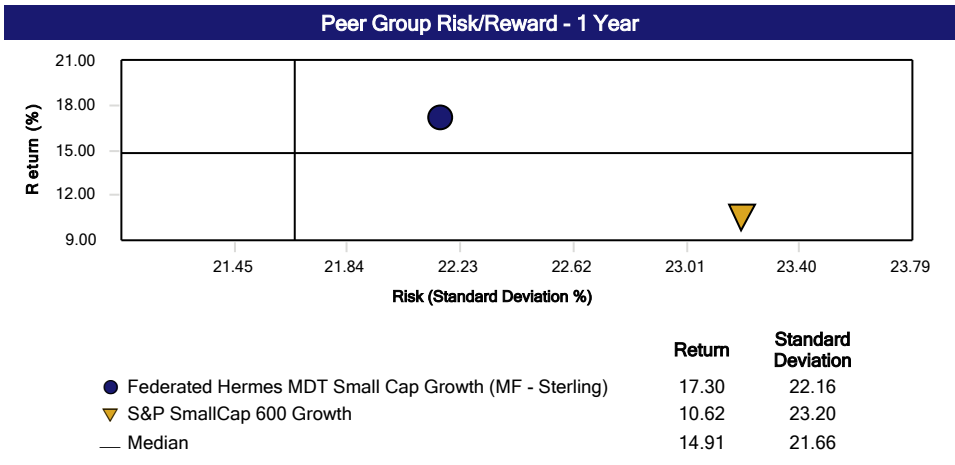 Peer Group Risk/Reward - 1 Year
21.00
18.00
15.00
12.00
9.00
Return (%)
21.45 21.84 22.23 22.62 23.01 23.40 23.79
Risk (Standard Deviation %)
Return Standard Deviation
Federated Hermes MDT Small Cap Growth (MF - Sterling) 17.30 22.16
S&P SmallCap 600 Growth 10.62 23.20
Median 14.91 21.66